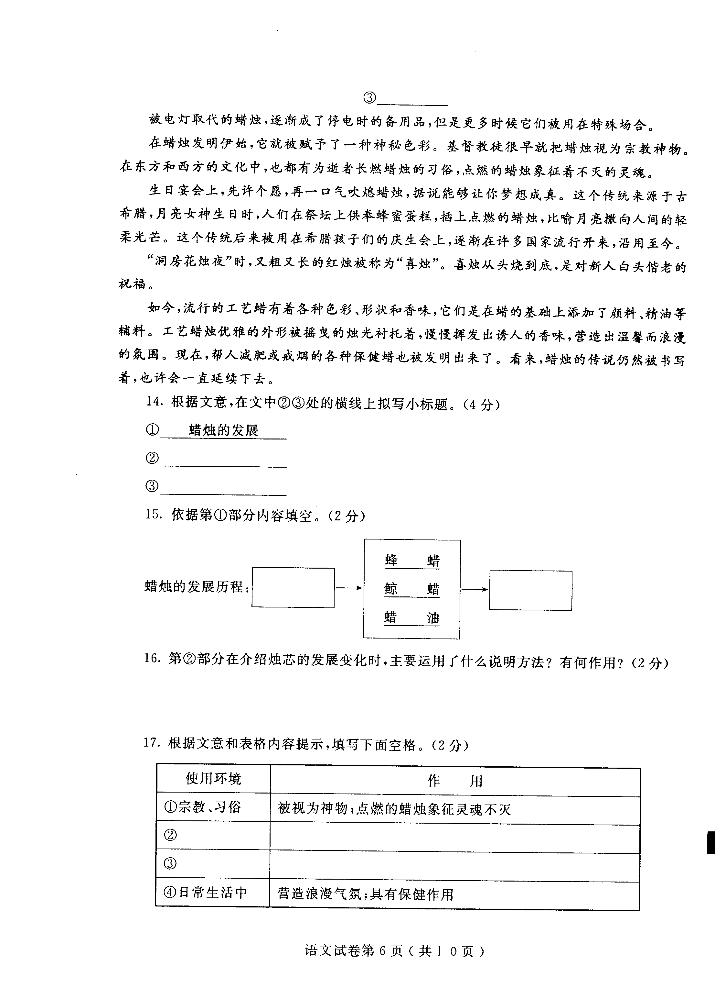 ③
被电灯取代的蜡烛,逐渐成了停电时的备用品,但是更多时候它们被用在特殊场合。
在蜡烛发明伊始,它就被赋予了一种神秘色彩。基督教徒很早就把蜡烛视为宗教神物。
在东方和西方的文化中,也都有为逝者长燃蜡烛的习俗,点燃的蜡烛象征着不灭的灵魂。
生日宴会上,先许个愿,再一口气吹熄蜡烛,据说能够让你梦想成真。这个传统来源于古
希腊,月亮女神生日时,人们在祭坛上供奉蜂蜜蛋糕,插上点燃的蜡烛,比喻月亮撒向人间的轻
柔光芒。这个传统后来被用在希腊孩子们的庆生会上,逐渐在许多国家流行开来,沿用至今。
“洞房花烛夜”时,又粗又长的红烛被称为“喜烛”。喜烛从头烧到底,是对新人白头偕老的
祝福。
如今,流行的工艺蜡有着各种色彩、形状和香味,它们是在蜡的基础上添加了颜料、精油等
辅料。工艺蜡烛优雅的外形被摇曳的烛光衬托着,慢慢挥发出诱人的香味,营造出温馨而浪漫
的氛围。现在,帮人减肥或戒烟的各种保健蜡也被发明出来了。看来,蜡烛的传说仍然被书写
着,也许会一直延续下去。
14. 根据文意,在文中②③处的横线上拟写小标题。(4 分)
① 蜡烛的发展
②
③
15. 依据第①部分内容填空。(2 分)
蜂 蜡
蜡烛的发展历程: 鲸 蜡
蜡 油
16. 第②部分在介绍烛芯的发展变化时,主要运用了什么说明方法? 有何作用? (2 分)
17. 根据文意和表格内容提示,填写下面空格。(2 分)
使用环境 作 用
①宗教、习俗 被视为神物;点燃的蜡烛象征灵魂不灭
②
③
④日常生活中 营造浪漫气氛;具有保健作用
语文试卷第 6 页 ( 共 1 0 页 )